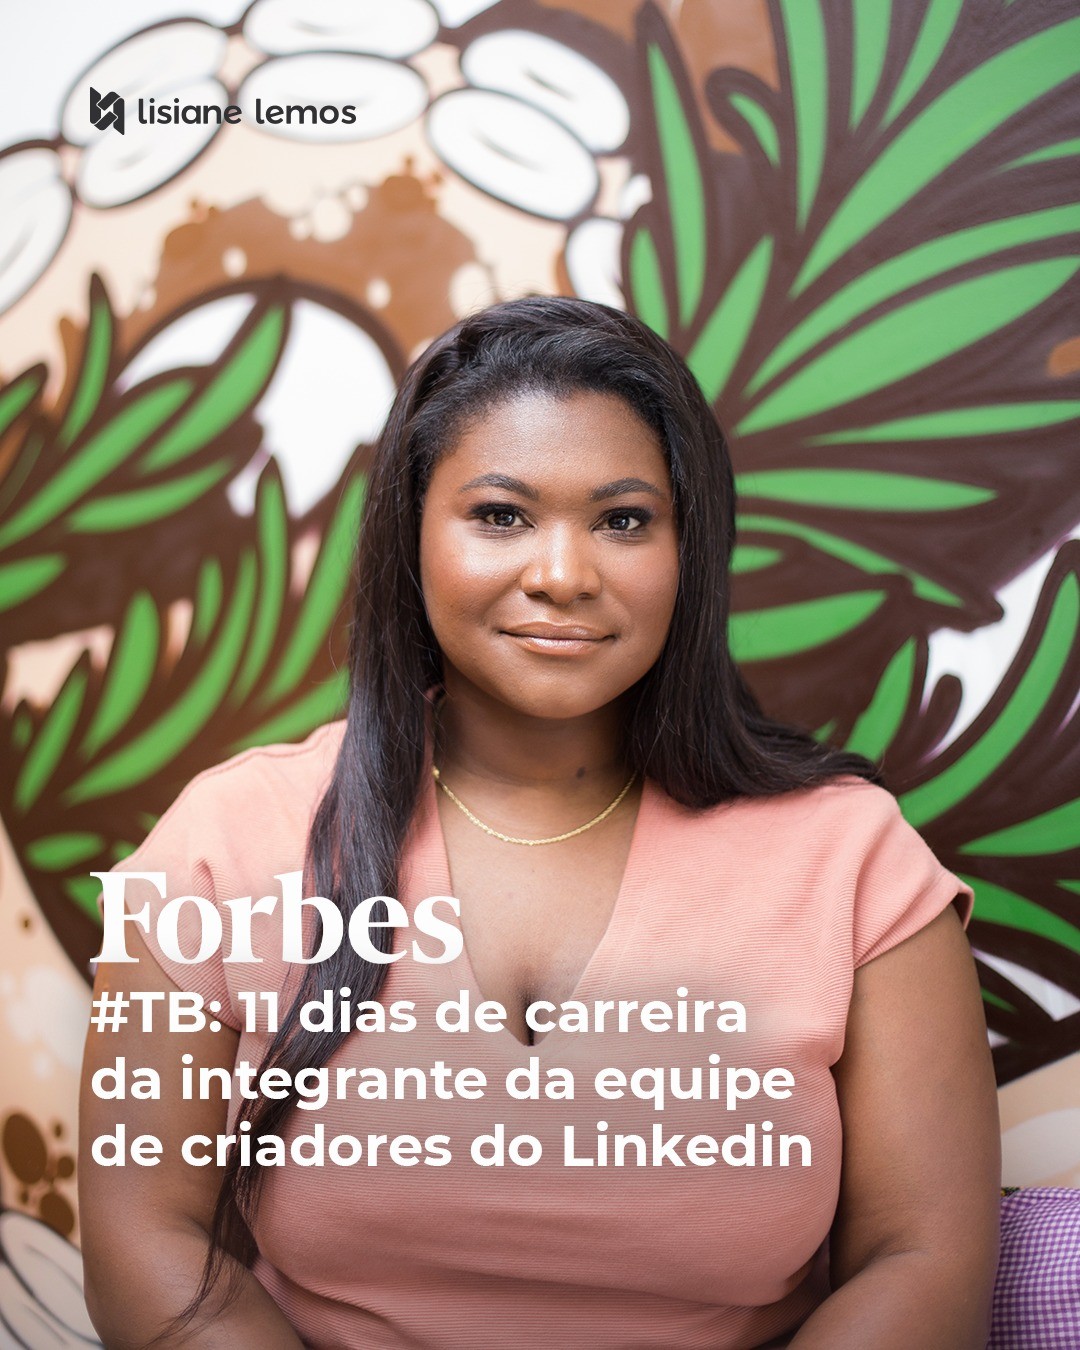 lisiane lemos
Forbes
#TB: 11 dias de carreira
da integrante da equipe
de criadores do Linkedin